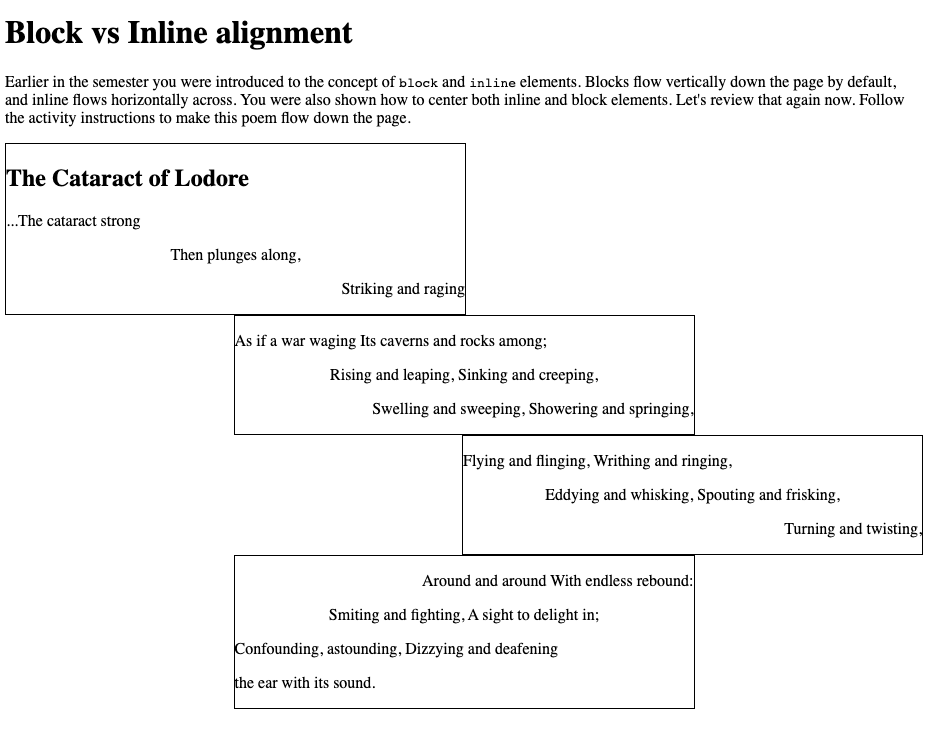 Block vs Inline alignment
Earlier in the semester you were introduced to the concept of block and inline elements. Blocks flow vertically down the page by default,
and inline flows horizontally across. You were also shown how to center both inline and block elements. Let's review that again now. Follow
the activity instructions to make this poem flow down the page.
The Cataract of Lodore
...The cataract strong
Then plunges along,
Striking and raging
As if a war waging Its caverns and rocks among;
Rising and leaping, Sinking and creeping,
Swelling and sweeping, Showering and springing,
Flying and flinging, Writhing and ringing,
Eddying and whisking, Spouting and frisking,
Turning and twisting,
Around and around With endless rebound:
Smiting and fighting, A sight to delight in;
Confounding, astounding, Dizzying and deafening
the ear with its sound.